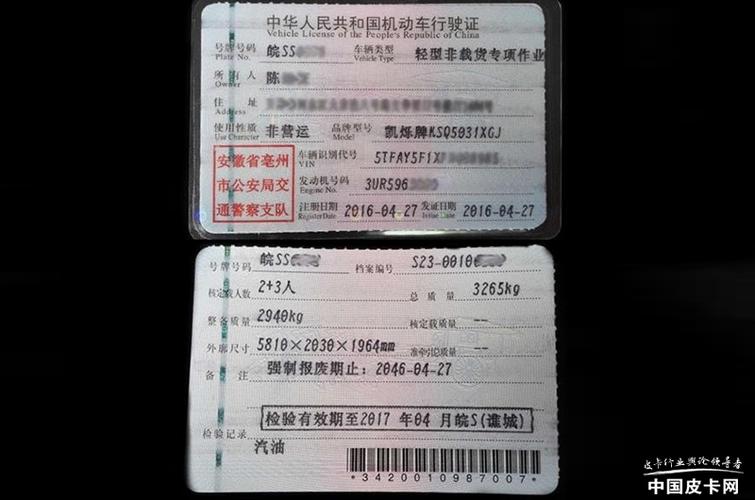 中华人民共和国机动车行驶证
Vehicle License of the People's Republic of China
号牌号码 皖SS 车辆类型 轻型非载货专项作业
Plate No. Vehicle Type
所有人 陈
Owner
住址
Address
使用性质 非营运 品牌型号 凯烁牌KSQ5031XGJ
Use Character Model
安徽省亳州
市公安局交
通警察支队
车辆识别代号 5TFAY5F1X
VIN
发动机号码 3UR596
Engine No.
注册日期 2016-04-27 发证日期 2016-04-27
Register Date Issue Date
号牌号码 皖SS 档案编号 S23-0010
核定载人数 2+3人 总质量 3265kg
整备质量 2940kg 核定载质量
外廓尺寸 5810×2030×1964mm 准牵引总质量
备注 强制报废期止：2046-04-27
检验有效期至2017年04月皖S(谯城)
检验记录
汽油
*3420010987007*
皮卡行业舆论领导者
中国皮卡网